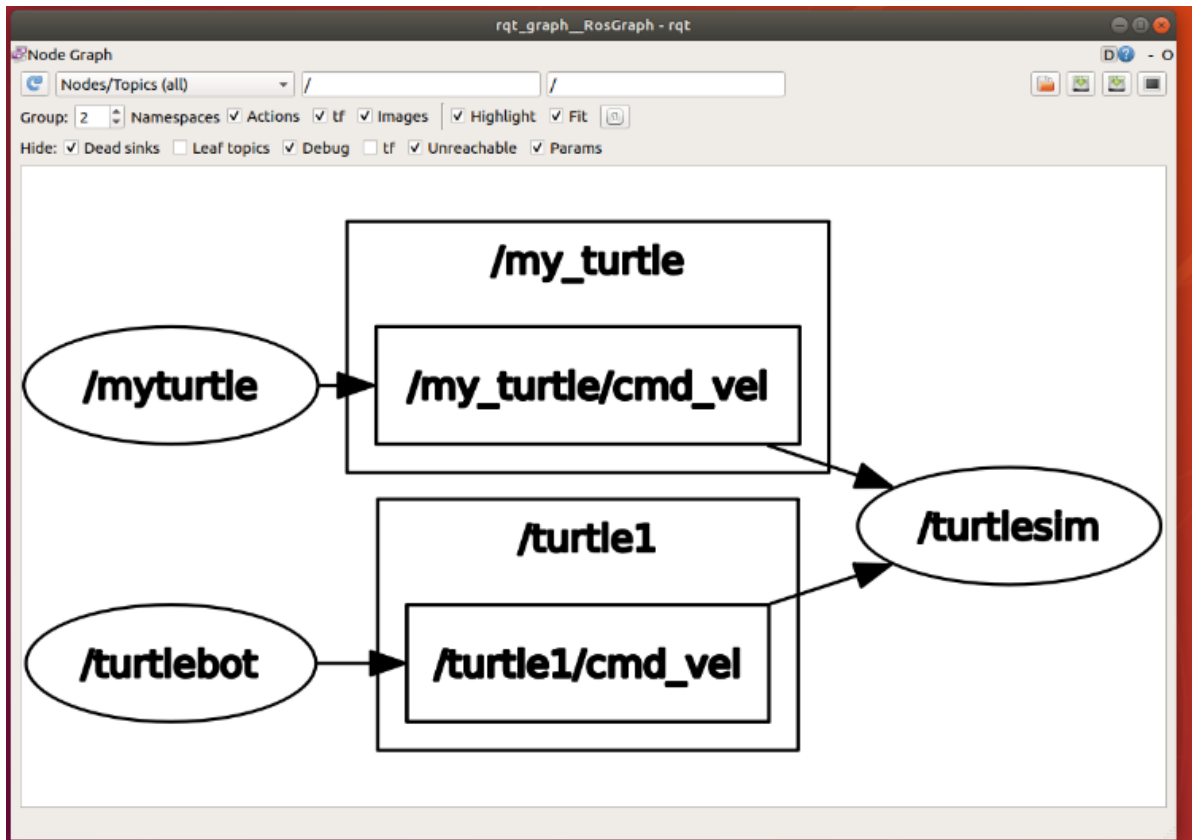 rqt_graph__RosGraph - rqt
Node Graph D ? - O
Nodes/Topics (all) / /
Group: 2 Namespaces Actions tf Images Highlight Fit
Hide: Dead sinks Leaf topics Debug tf Unreachable Params
/my_turtle
/myturtle /my_turtle/cmd_vel
/turtlesim
/turtle1
/turtlebot /turtle1/cmd_vel